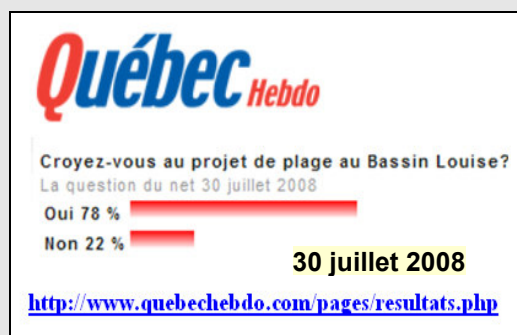 Québec Hebdo
Croyez-vous au projet de plage au Bassin Louise?
La question du net 30 juillet 2008
Oui 78 %
Non 22 %
30 juillet 2008
http://www.quebechebdo.com/pages/resultats.php